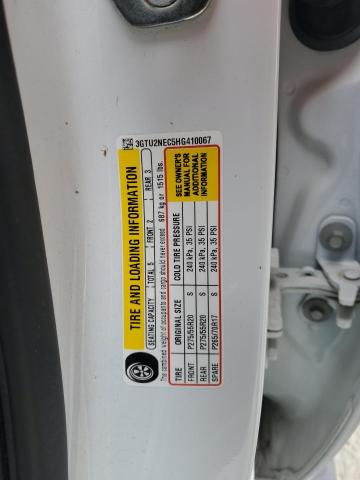 3GTU2NEC5HG410067
TIRE AND LOADING INFORMATION
SEATING CAPACITY TOTAL 5 FRONT 2 REAR 3
The combined weight of occupants and cargo should never exceed 687 kg or 1515 lbs.
TIRE ORIGINAL SIZE COLD TIRE PRESSURE
FRONT P275/55R20 S 240 kPa, 35 PSI
REAR P275/55R20 S 240 kPa, 35 PSI
SPARE P265/70R17 S 240 kPa, 35 PSI
SEE OWNER'S
MANUAL FOR
ADDITIONAL
INFORMATION